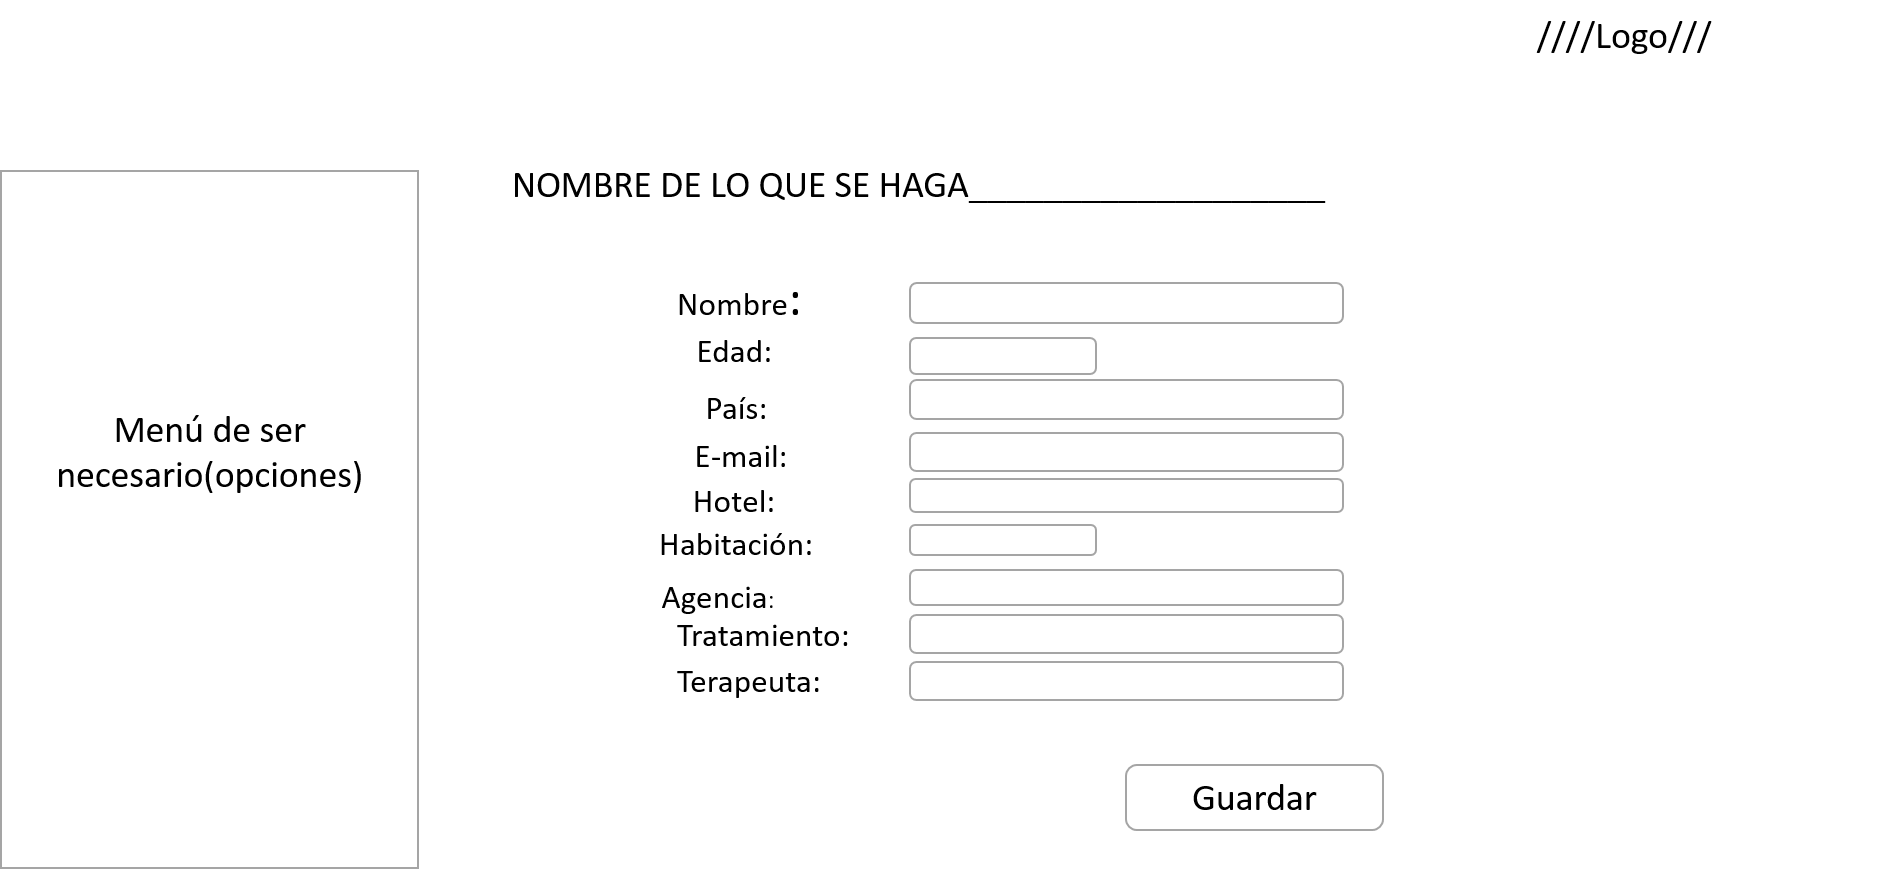 ////Logo///
NOMBRE DE LO QUE SE HAGA___________________
Menú de ser
necesario(opciones)
Nombre:
Edad:
País:
E-mail:
Hotel:
Habitación:
Agencia:
Tratamiento:
Terapeuta:
Guardar